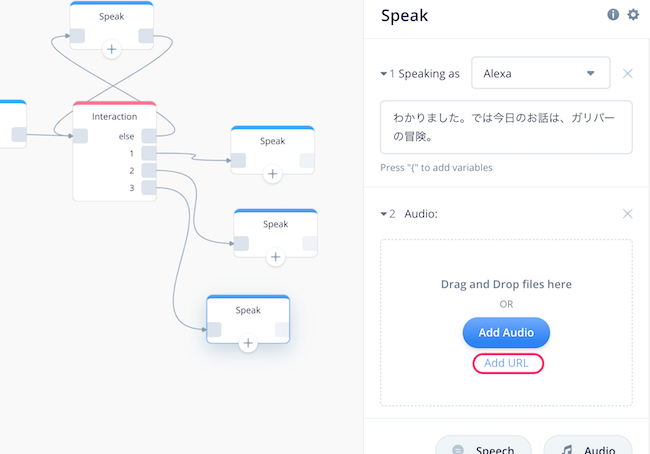 Speak
Interaction
else
1
2
3
Speak
Speak
Speak
Speak
1 Speaking as
Alexa
わかりました。では今日のお話は、ガリバー
の冒険。
Press "{" to add variables
2 Audio:
Drag and Drop files here
OR
Add Audio
Add URL
Speech
Audio